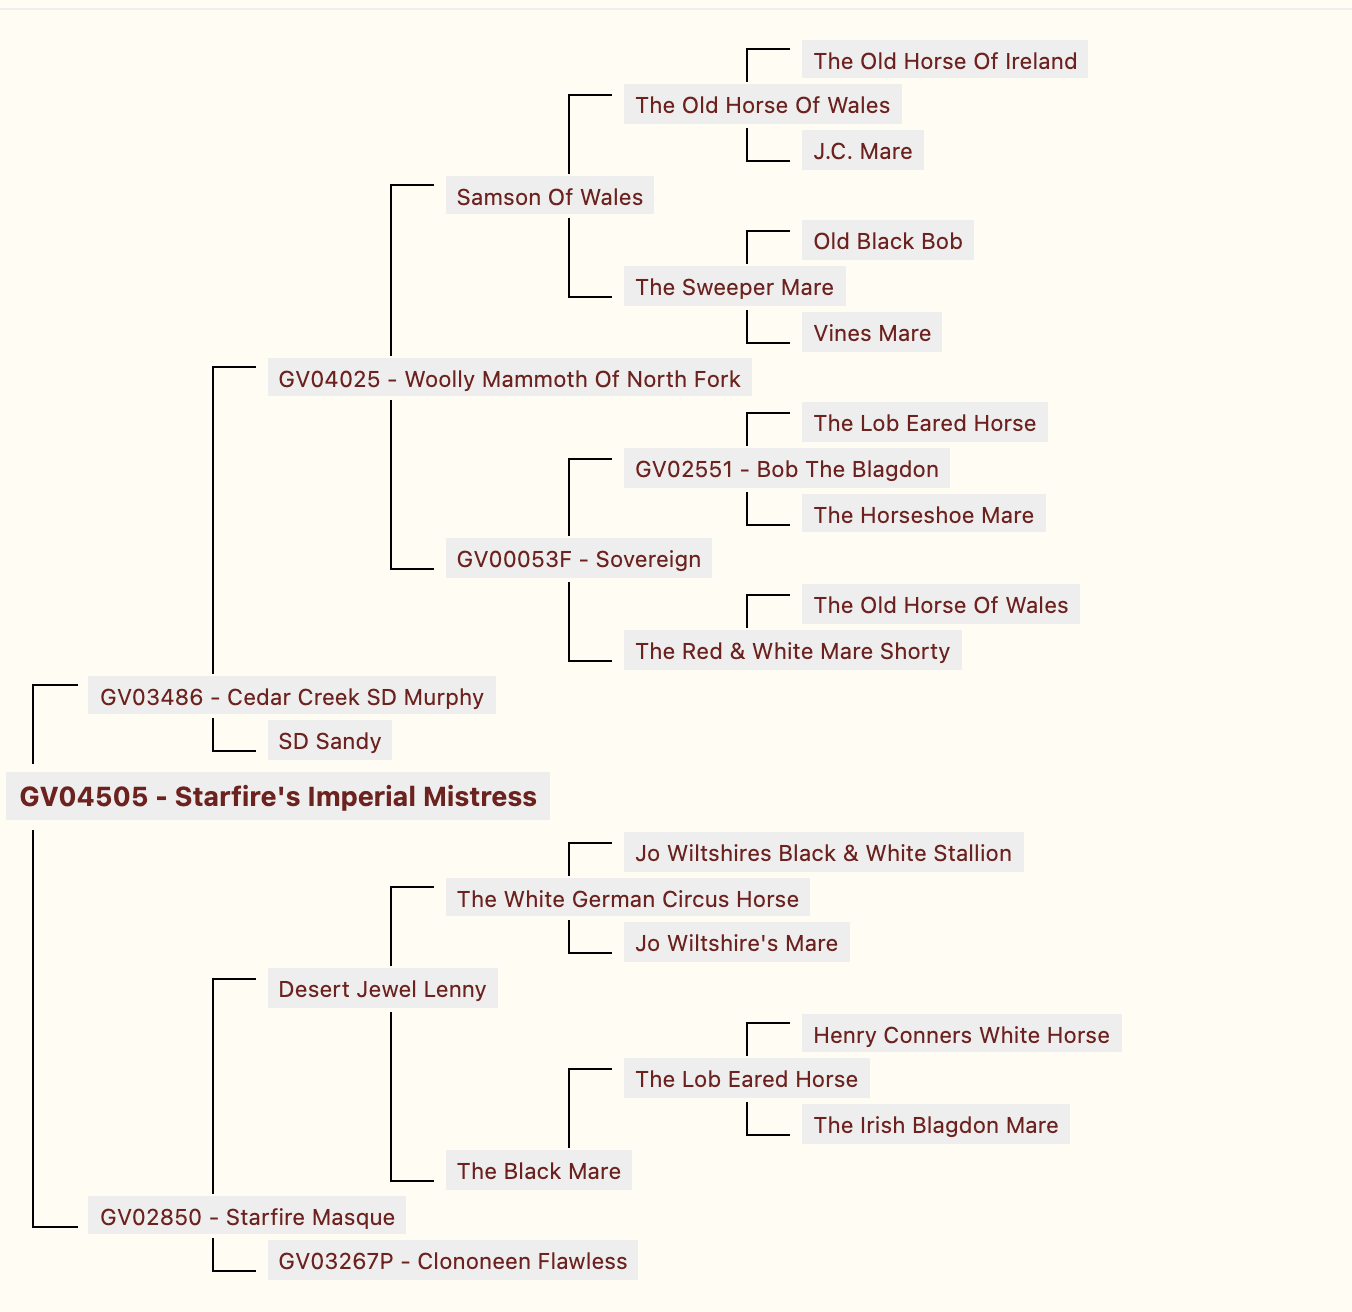 The Old Horse Of Ireland
The Old Horse Of Wales
J.C. Mare
Samson Of Wales
Old Black Bob
The Sweeper Mare
Vines Mare
GV04025 - Woolly Mammoth Of North Fork
The Lob Eared Horse
GV02551 - Bob The Blagdon
The Horseshoe Mare
GV00053F - Sovereign
The Old Horse Of Wales
The Red & White Mare Shorty
GV03486 - Cedar Creek SD Murphy
SD Sandy
GV04505 - Starfire's Imperial Mistress
Jo Wiltshires Black & White Stallion
The White German Circus Horse
Jo Wiltshire's Mare
Desert Jewel Lenny
Henry Conners White Horse
The Lob Eared Horse
The Irish Blagdon Mare
The Black Mare
GV02850 - Starfire Masque
GV03267P - Clononeen Flawless